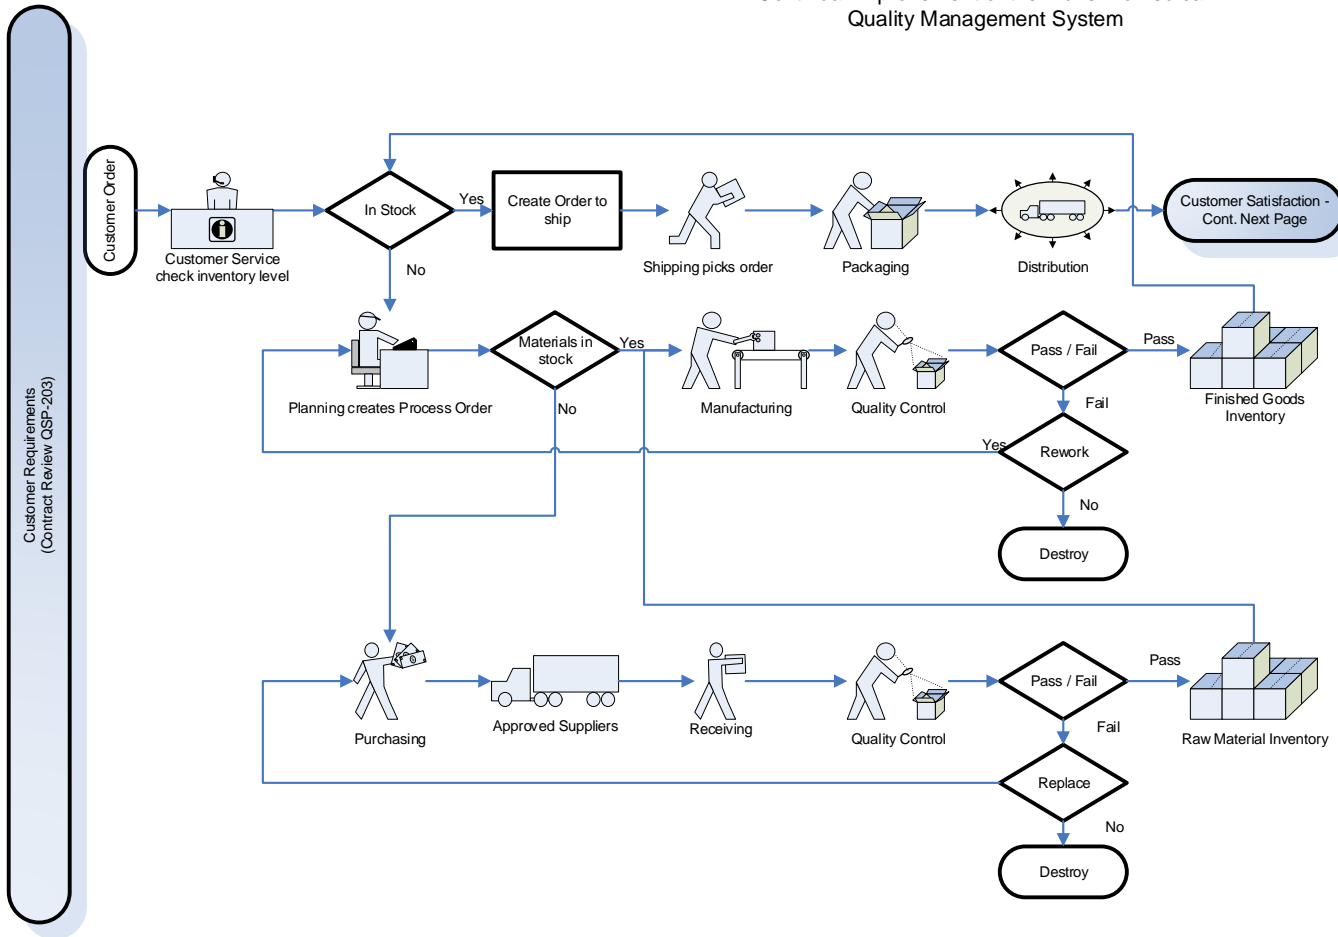 Quality Management System
Customer Requirements
(Contract Review QSP-203)
Customer Order
Customer Service
check inventory level
In Stock
Yes
No
Create Order to
ship
Shipping picks order
Packaging
Distribution
Customer Satisfaction -
Cont. Next Page
Planning creates Process Order
Materials in
stock
Yes
No
Manufacturing
Quality Control
Pass / Fail
Pass
Fail
Finished Goods
Inventory
Rework
Yes
No
Destroy
Purchasing
Approved Suppliers
Receiving
Quality Control
Pass / Fail
Pass
Fail
Raw Material Inventory
Replace
No
Destroy